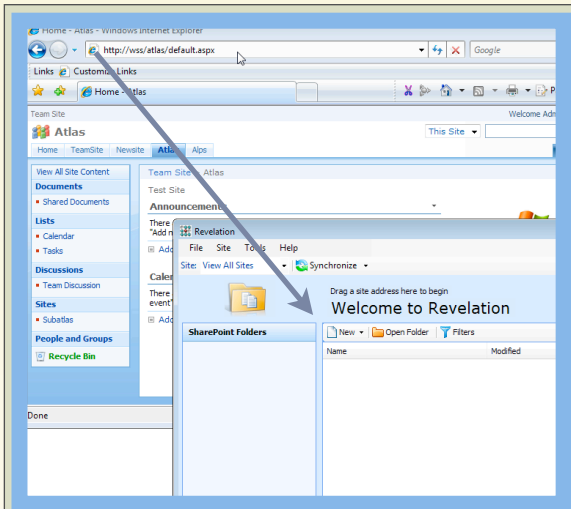 Home - Atlas - Windows Internet Explorer
http://wss/atlas/default.aspx
Google
Links Customize Links
Home - Atlas
Team Site Welcome Adm
Atlas
This Site
Home TeamSite Newsite Atlas Alps
View All Site Content
Documents
Shared Documents
Lists
Calendar
Tasks
Discussions
Team Discussion
Sites
Subatlas
People and Groups
Recycle Bin
Team Site > Atlas
Test Site
Announcements
There
"Add n
Add
Calen
There
event"
Add
Revelation
File Site Tools Help
Site: View All Sites Synchronize
Drag a site address here to begin
Welcome to Revelation
SharePoint Folders
New Open Folder Filters
Name Modified
Done